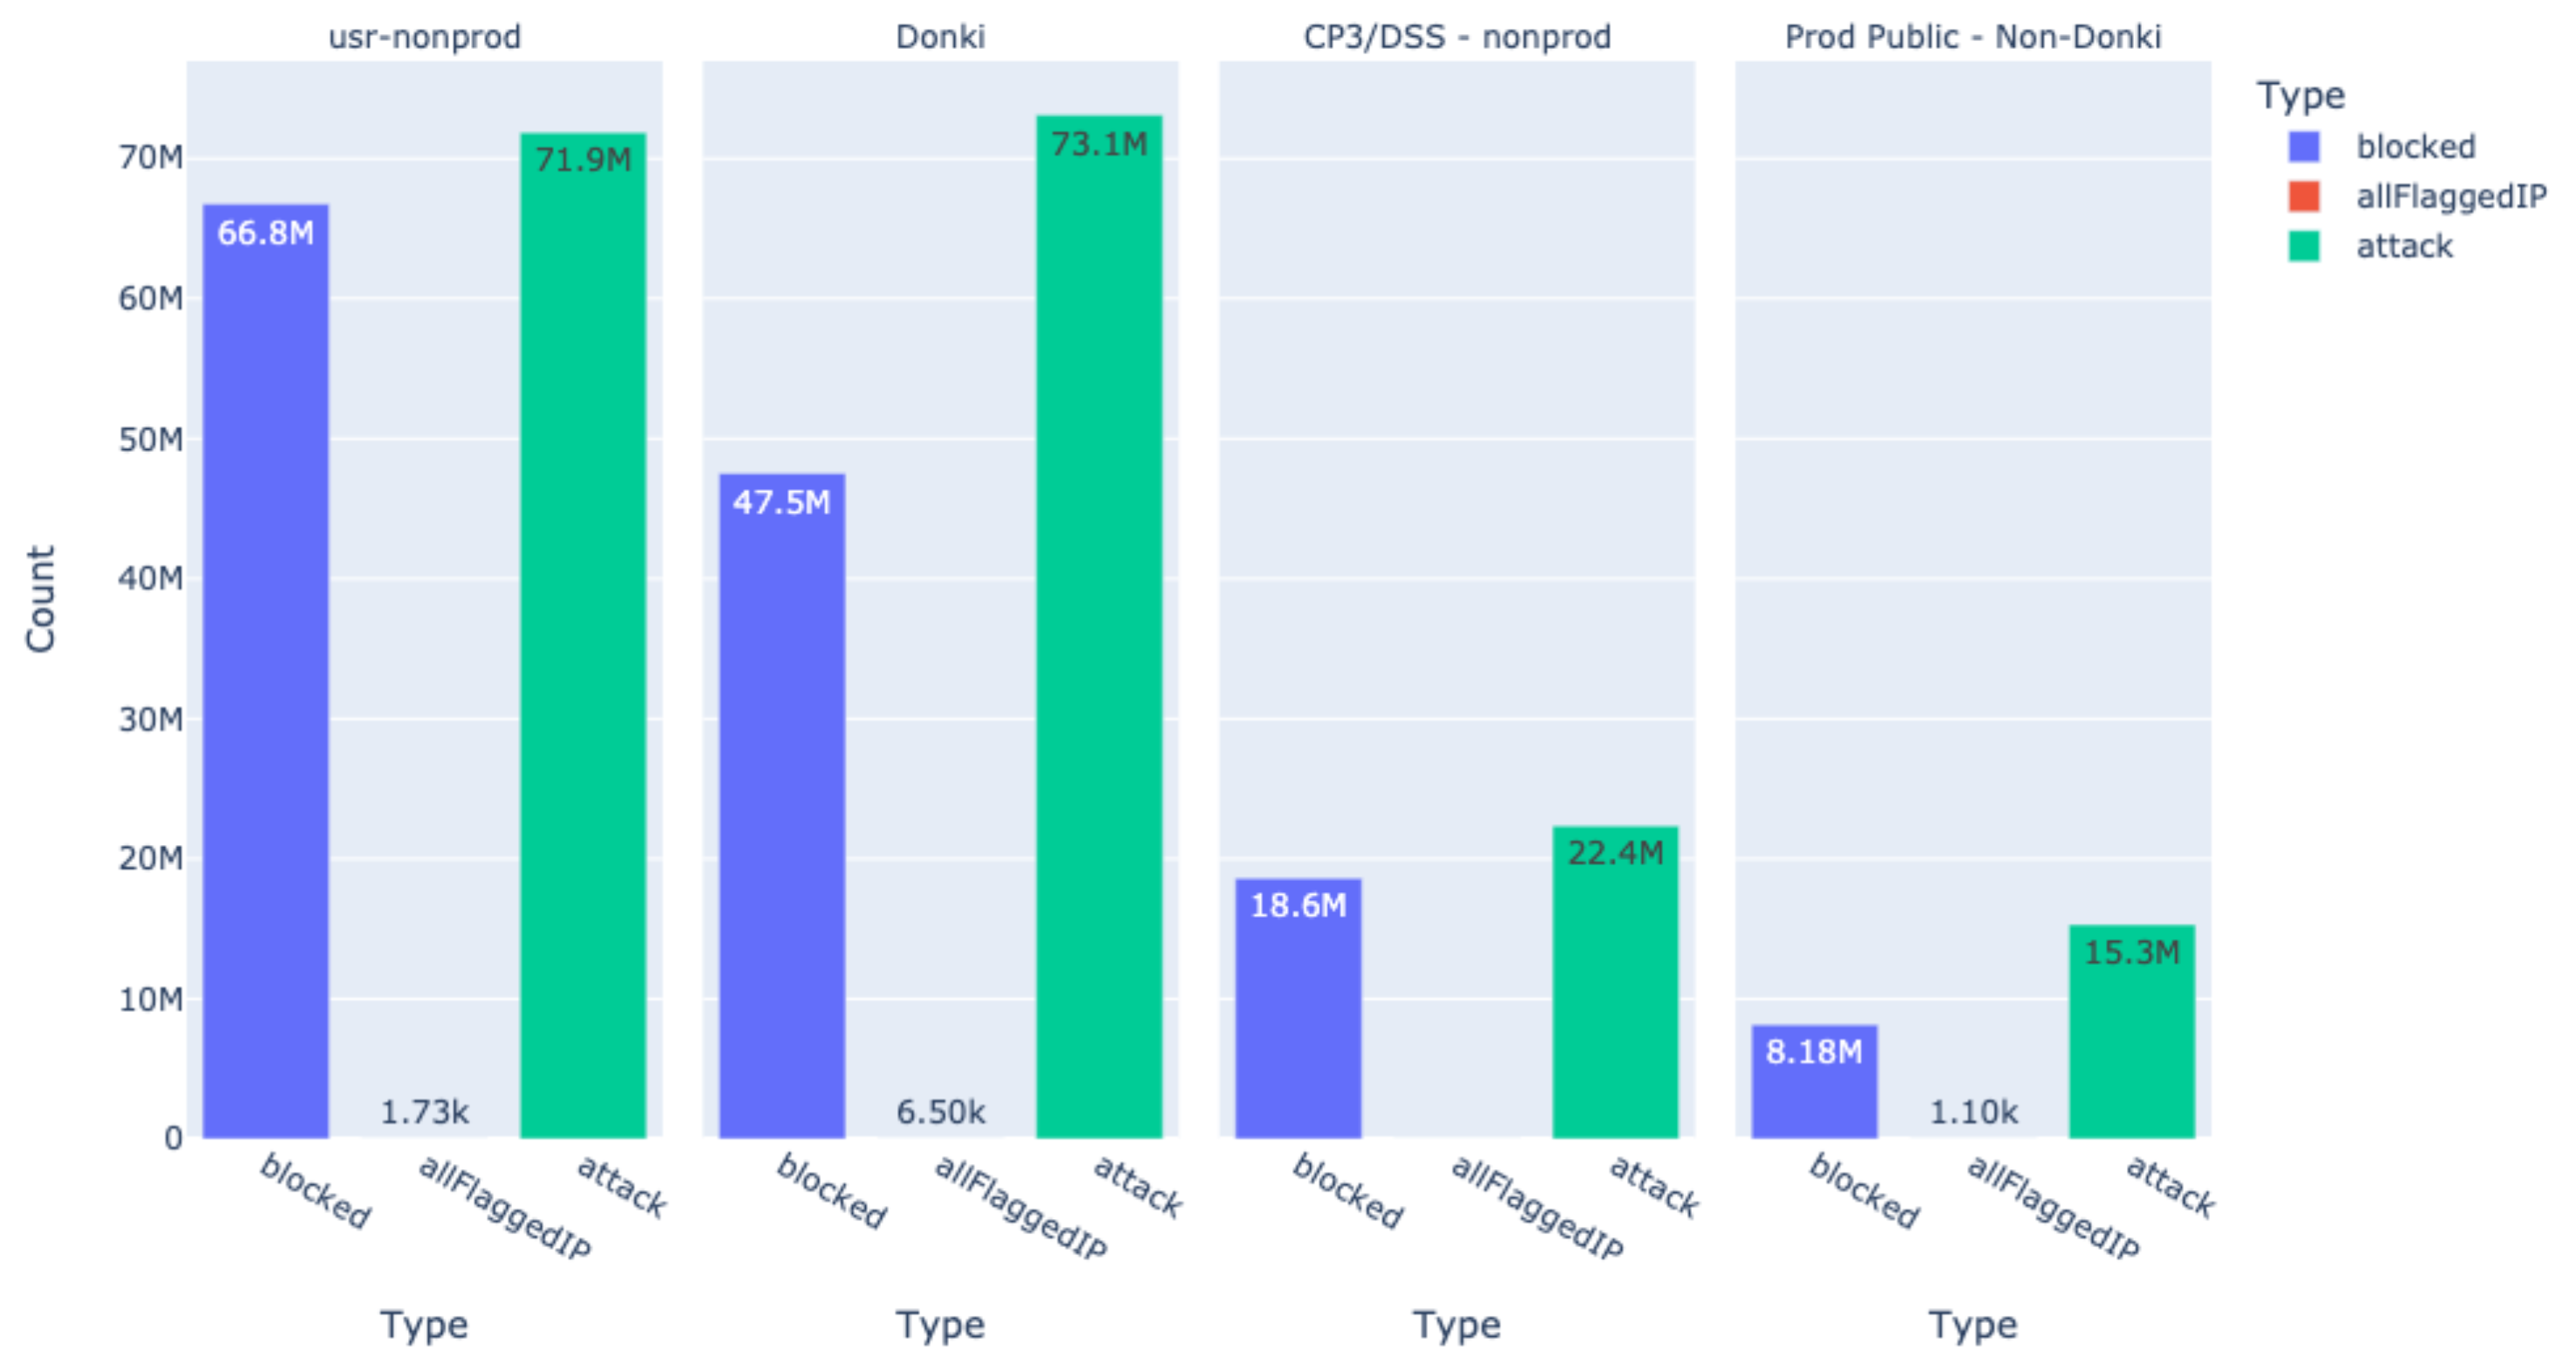 usr-nonprod
Donki
CP3/DSS - nonprod
Prod Public - Non-Donki
Type
blocked
allFlaggedIP
attack
Count
70M
60M
50M
40M
30M
20M
10M
0
66.8M
1.73k
71.9M
47.5M
6.50k
73.1M
18.6M
22.4M
8.18M
1.10k
15.3M
blocked
allFlaggedIP
attack
blocked
allFlaggedIP
attack
blocked
allFlaggedIP
attack
blocked
allFlaggedIP
attack
Type
Type
Type
Type